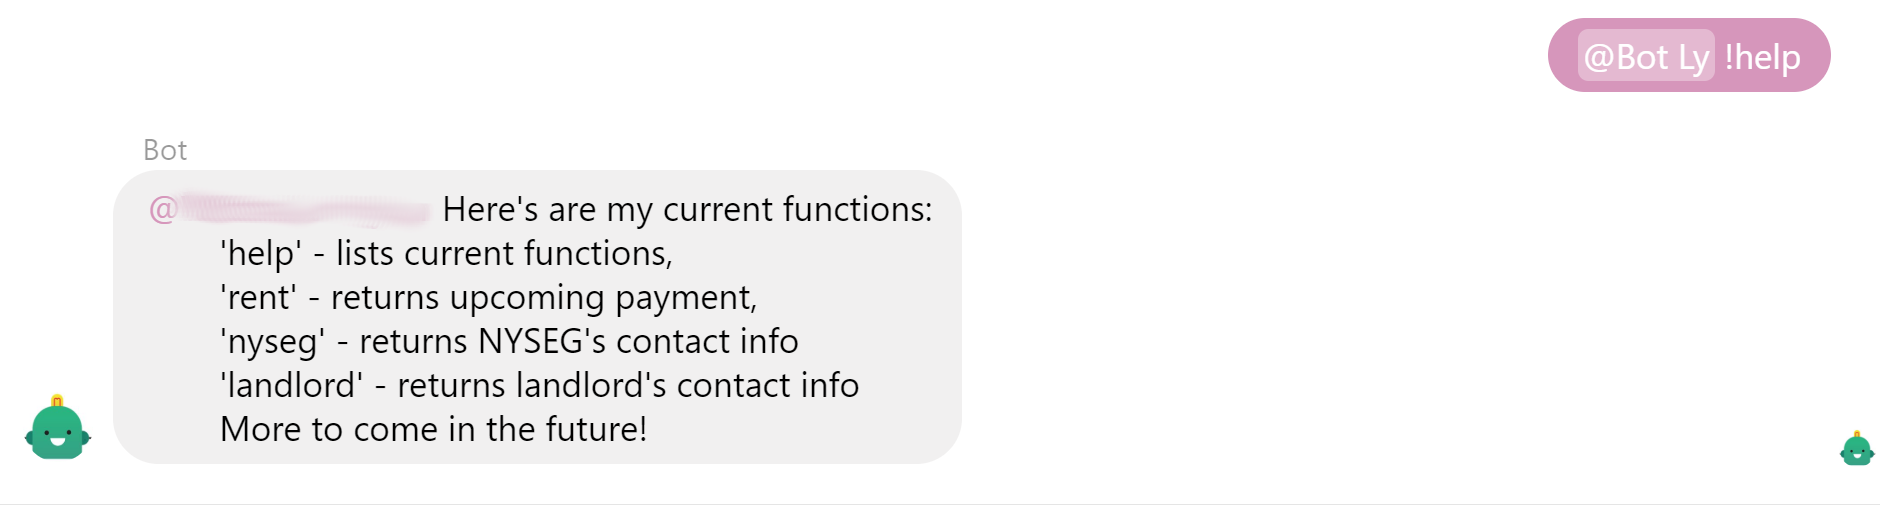 @Bot Ly !help
Bot
@ Here's are my current functions:
'help' - lists current functions,
'rent' - returns upcoming payment,
'nyseg' - returns NYSEG's contact info
'landlord' - returns landlord's contact info
More to come in the future!